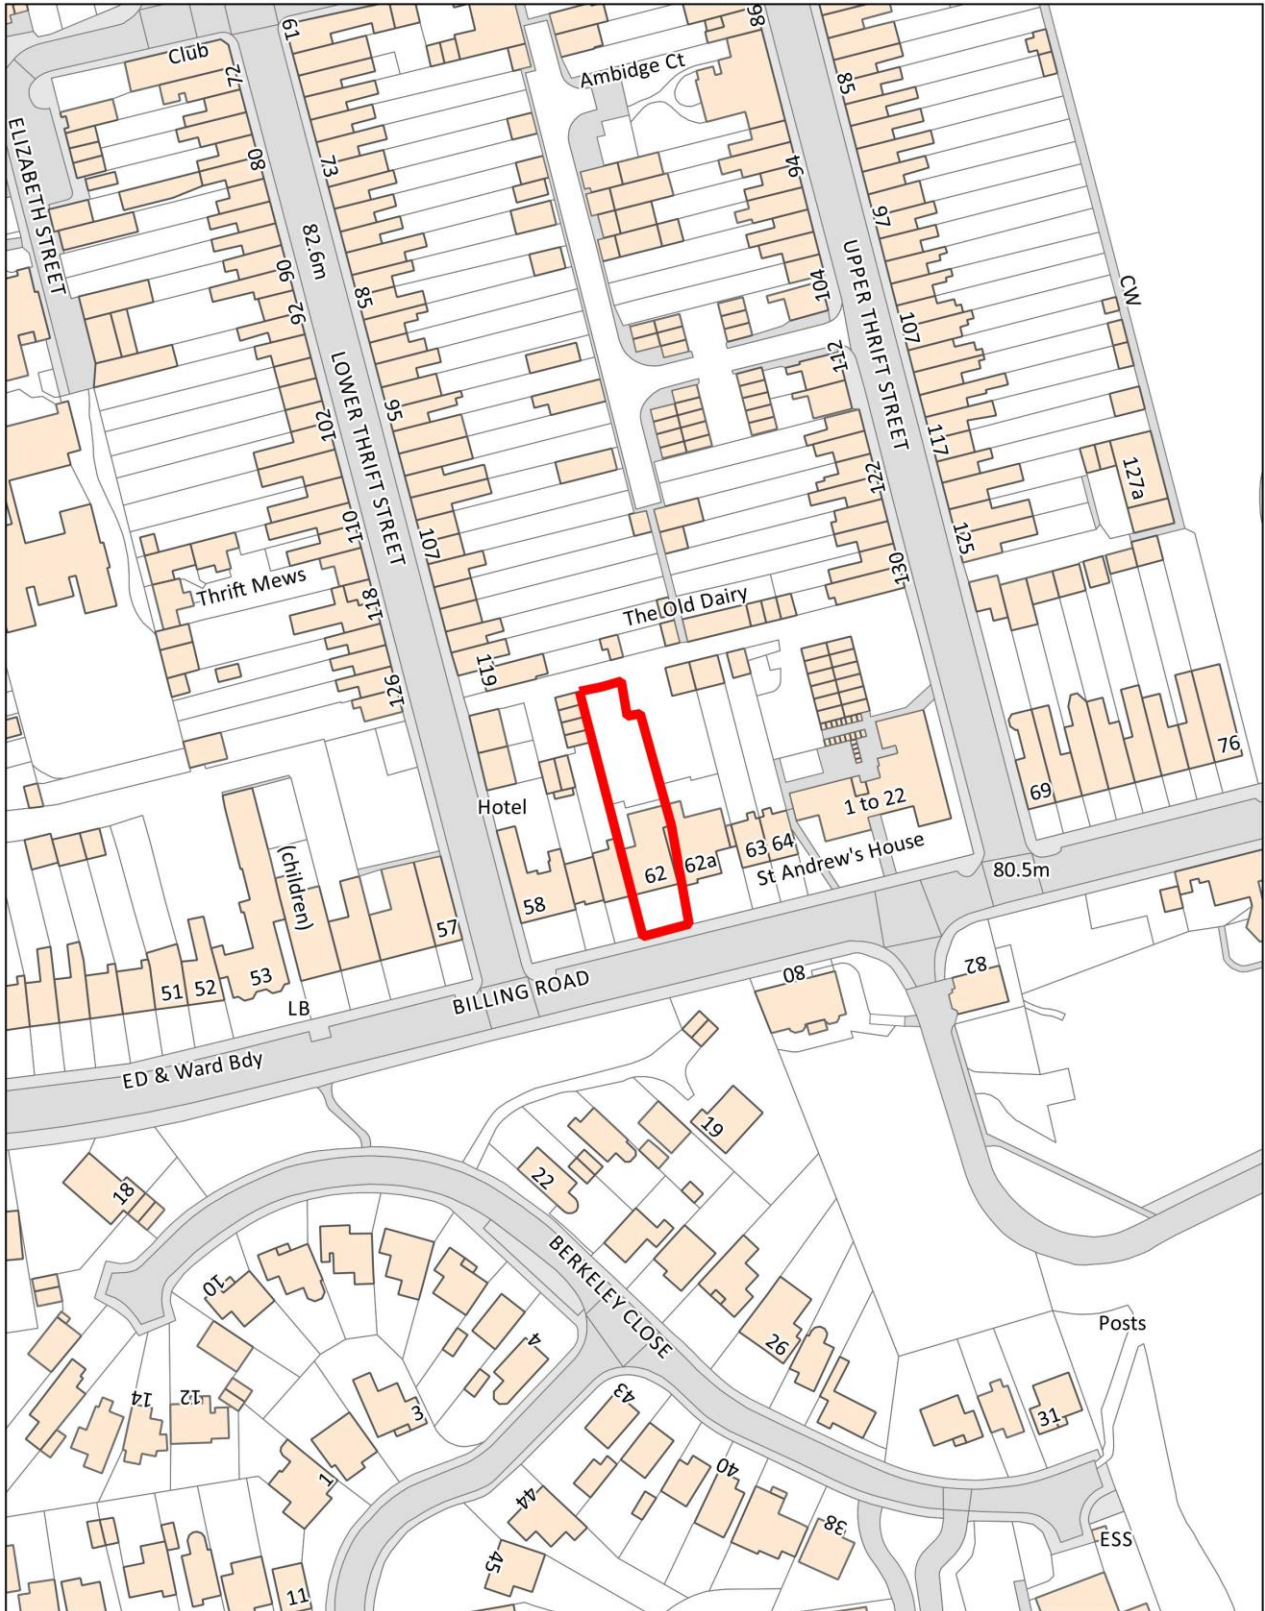 61
98
Club
Ambidge Ct
72
85
ELIZABETH STREET
80
73
94
97
82.6m
UPPER THRIFT STREET
90
85
104
CW
92
107
LOWER THRIFT STREET
112
95
102
117
122
127a
110
107
125
130
Thrift Mews
118
The Old Dairy
119
126
76
69
1 to 22
Hotel
(children)
62
62a
63
64
St Andrew's House
80.5m
58
57
51
52
53
80
82
LB
BILLING ROAD
ED & Ward Bdy
19
22
18
BERKELEY CLOSE
10
Posts
4
26
14
12
3
43
31
1
40
44
38
ESS
45
11